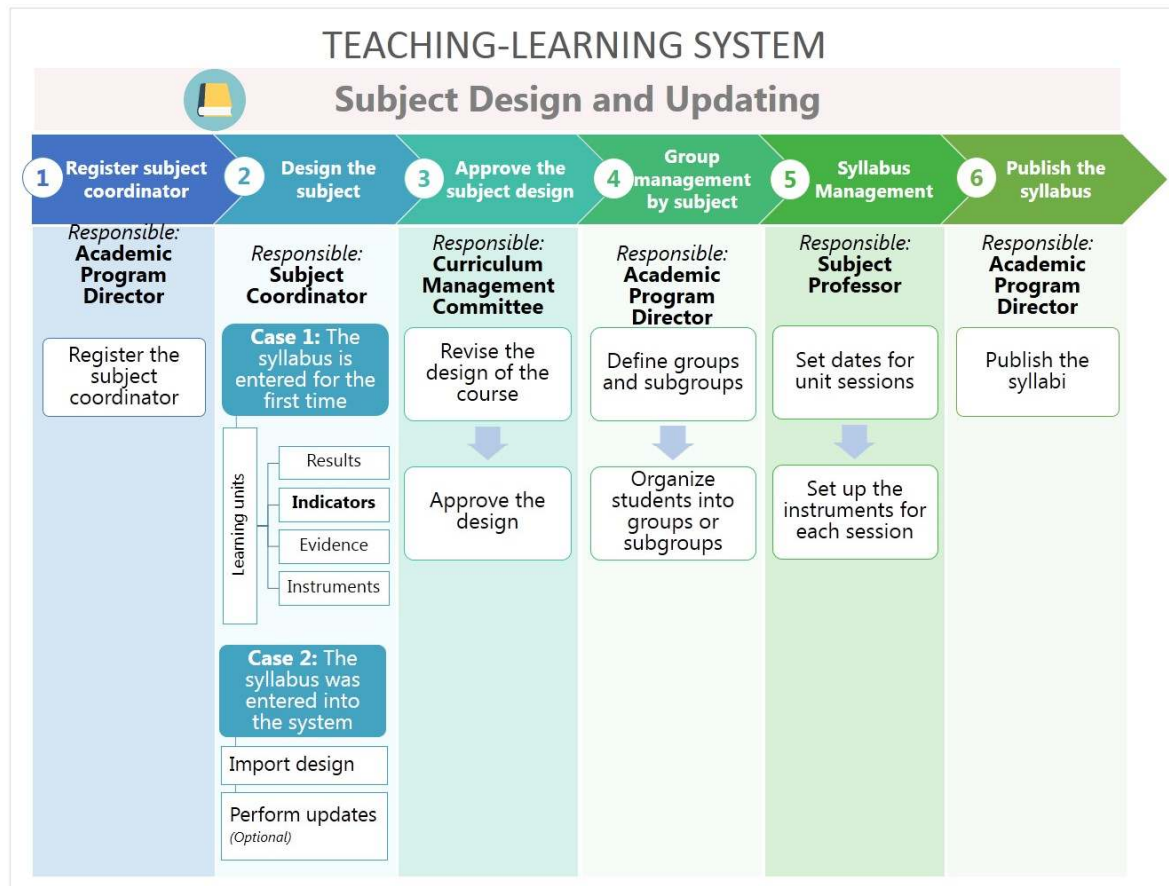 TEACHING-LEARNING SYSTEM
Subject Design and Updating
1
Register subject
coordinator
2
Design the
subject
3
Approve the
subject design
4
Group
management
by subject
5
Syllabus
Management
6
Publish the
syllabus
Responsible:
Academic
Program
Director
Register the
subject
coordinator
Responsible:
Subject
Coordinator
Case 1: The
syllabus is
entered for the
first time
Learning units
Results
Indicators
Evidence
Instruments
Case 2: The
syllabus was
entered into
the system
Import design
Perform updates
(Optional)
Responsible:
Curriculum
Management
Committee
Revise the
design of the
course
Approve the
design
Responsible:
Academic
Program
Director
Define groups
and subgroups
Organize
students into
groups or
subgroups
Responsible:
Subject
Professor
Set dates for
unit sessions
Set up the
instruments for
each session
Responsible:
Academic
Program
Director
Publish the
syllabi